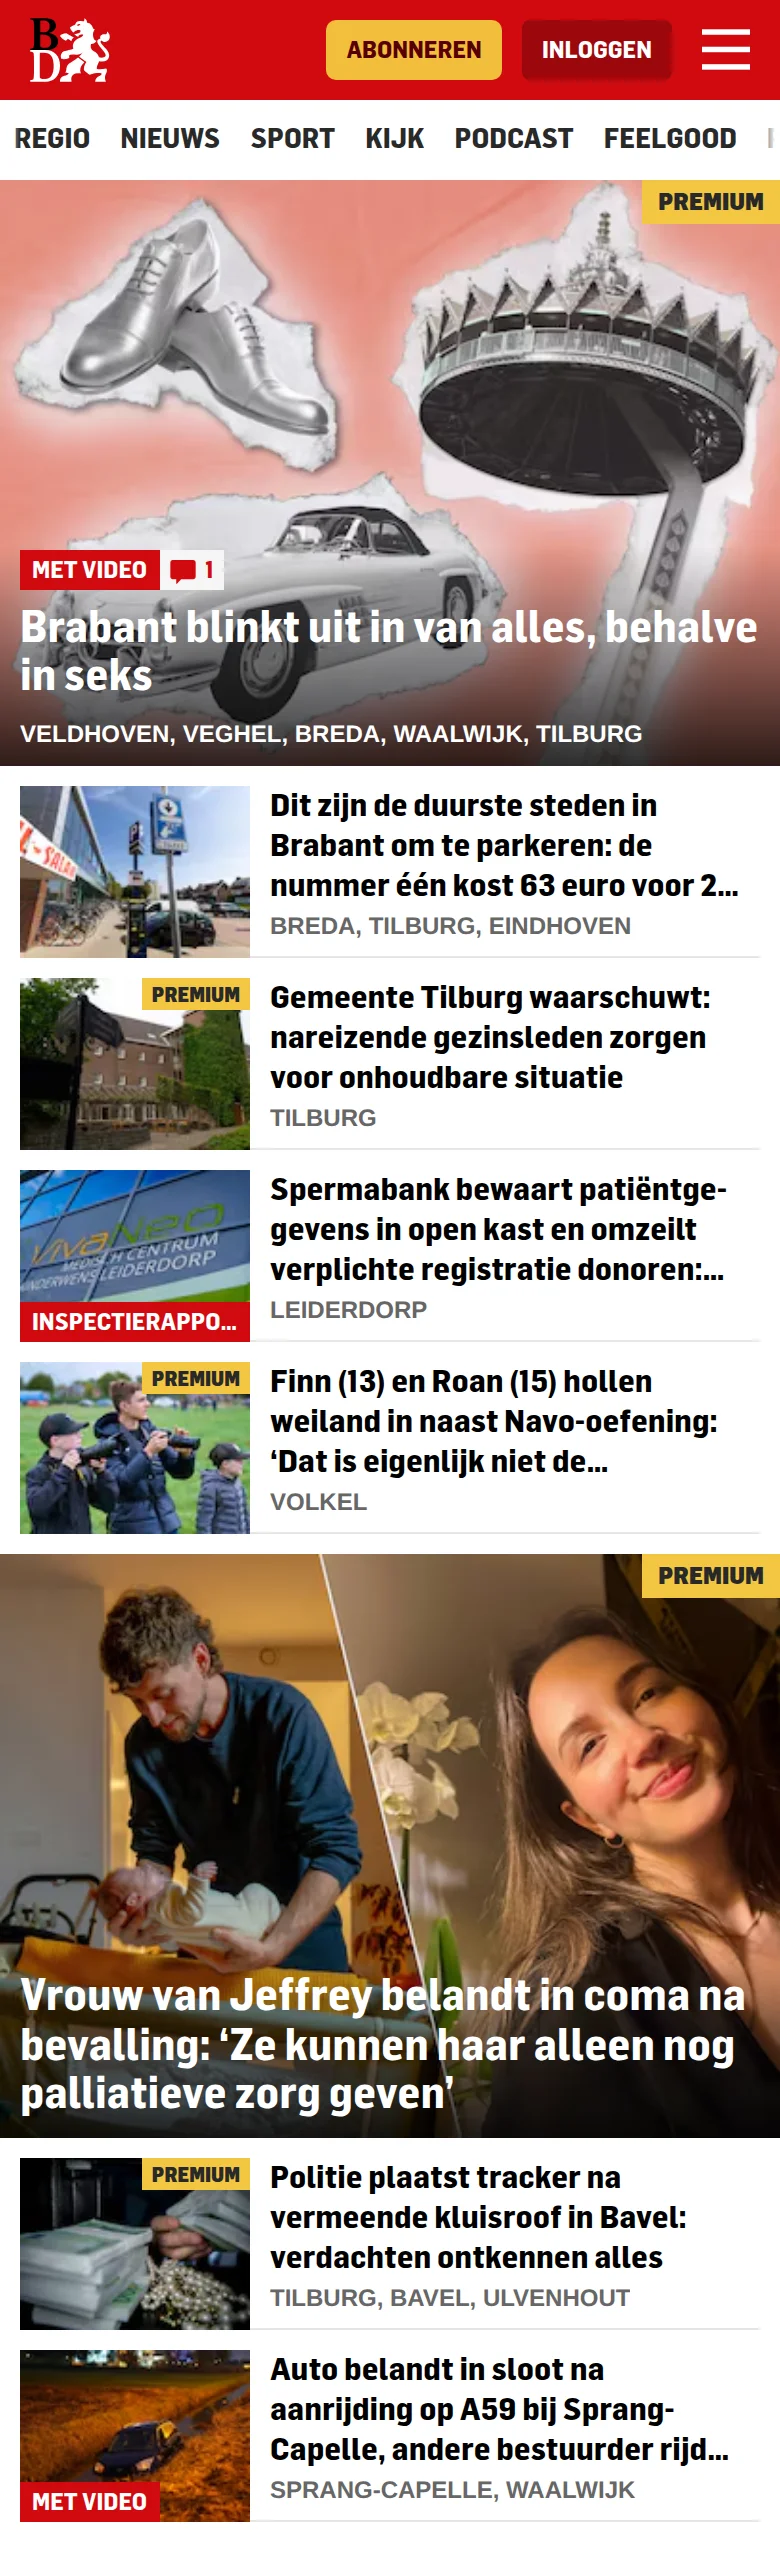 BD
ABONNEREN
INLOGGEN
REGIO NIEUWS SPORT KIJK PODCAST FEELGOOD
PREMIUM
MET VIDEO
1
Brabant blinkt uit in van alles, behalve
in seks
VELDHOVEN, VEGHEL, BREDA, WAALWIJK, TILBURG
Dit zijn de duurste steden in
Brabant om te parkeren: de
nummer één kost 63 euro voor 2...
BREDA, TILBURG, EINDHOVEN
PREMIUM
Gemeente Tilburg waarschuwt:
nareizende gezinsleden zorgen
voor onhoudbare situatie
TILBURG
VivaNeo
MEDISCH CENTRUM
KINDERWENS LEIDERDORP
INSPECTIERAPPO...
Spermabank bewaart patiëntge-
gevens in open kast en omzeilt
verplichte registratie donoren:...
LEIDERDORP
PREMIUM
Finn (13) en Roan (15) hollen
weiland in naast Navo-oefening:
‘Dat is eigenlijk niet de...
VOLKEL
PREMIUM
Vrouw van Jeffrey belandt in coma na
bevalling: ‘Ze kunnen haar alleen nog
palliatieve zorg geven’
PREMIUM
Politie plaatst tracker na
vermeende kluisroof in Bavel:
verdachten ontkennen alles
TILBURG, BAVEL, ULVENHOUT
MET VIDEO
Auto belandt in sloot na
aanrijding op A59 bij Sprang-
Capelle, andere bestuurder rijd...
SPRANG-CAPELLE, WAALWIJK